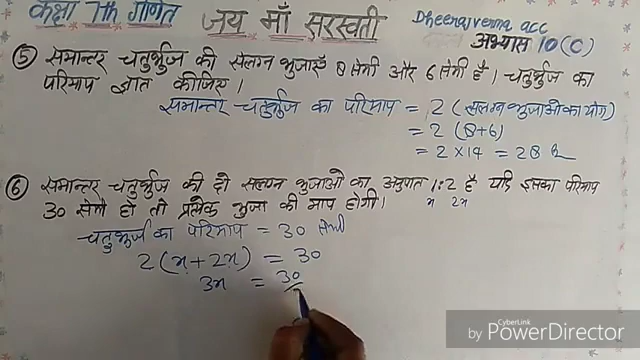 कक्षा 7th गणित
जय माँ सरस्वती
Dheeraj verma acc
अभ्यास 10(C)
⑤ समान्तर चतुर्भुज की संलग्न भुजाएँ 8 सेमी और 6 सेमी है। चतुर्भुज का
परिमाप ज्ञात कीजिए।
समान्तर चतुर्भुज का परिमाप = 2 (संलग्न भुजाओ का योग)
= 2 (8+6)
= 2 × 14 = 28
⑥ समान्तर चतुर्भुज की दो संलग्न भुजाओ का अनुपात 1:2 है यदि इसका परिमाप
30 सेमी हो तो प्रत्येक भुजा की माप होगी। x 2x
चतुर्भुज का परिमाप = 30 सेमी
2 (x + 2x) = 30
3x = 30
by CyberLink PowerDirector